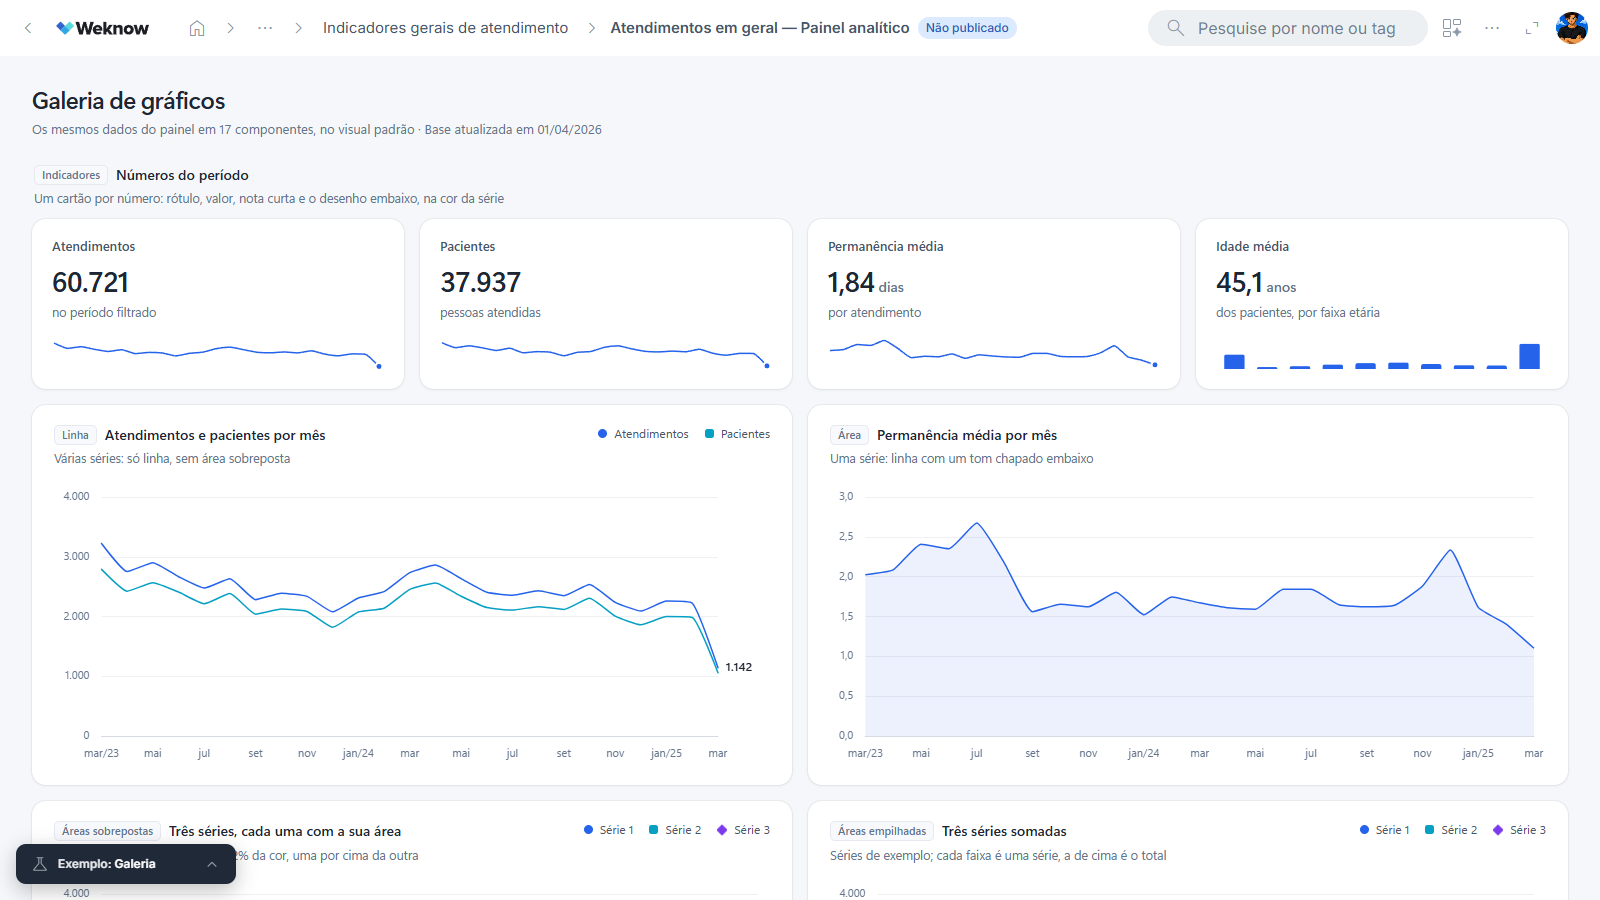 Weknow
Indicadores gerais de atendimento
Atendimentos em geral — Painel analítico
Não publicado
Pesquise por nome ou tag
Galeria de gráficos
Os mesmos dados do painel em 17 componentes, no visual padrão · Base atualizada em 01/04/2026
Indicadores Números do período
Um cartão por número: rótulo, valor, nota curta e o desenho embaixo, na cor da série
Atendimentos
60.721
no período filtrado
Pacientes
37.937
pessoas atendidas
Permanência média
1,84 dias
por atendimento
Idade média
45,1 anos
dos pacientes, por faixa etária
Linha Atendimentos e pacientes por mês
Atendimentos Pacientes
Várias séries: só linha, sem área sobreposta
4.000
3.000
2.000
1.000
0
1.142
mar/23 mai jul set nov jan/24 mar mai jul set nov jan/25 mar
Área Permanência média por mês
Uma série: linha com um tom chapado embaixo
3,0
2,5
2,0
1,5
1,0
0,5
0,0
mar/23 mai jul set nov jan/24 mar mai jul set nov jan/25 mar
Áreas sobrepostas Três séries, cada uma com a sua área
Série 1 Série 2 Série 3
% da cor, uma por cima da outra
4.000
Áreas empilhadas Três séries somadas
Série 1 Série 2 Série 3
Séries de exemplo; cada faixa é uma série, a de cima é o total
4.000
Exemplo: Galeria